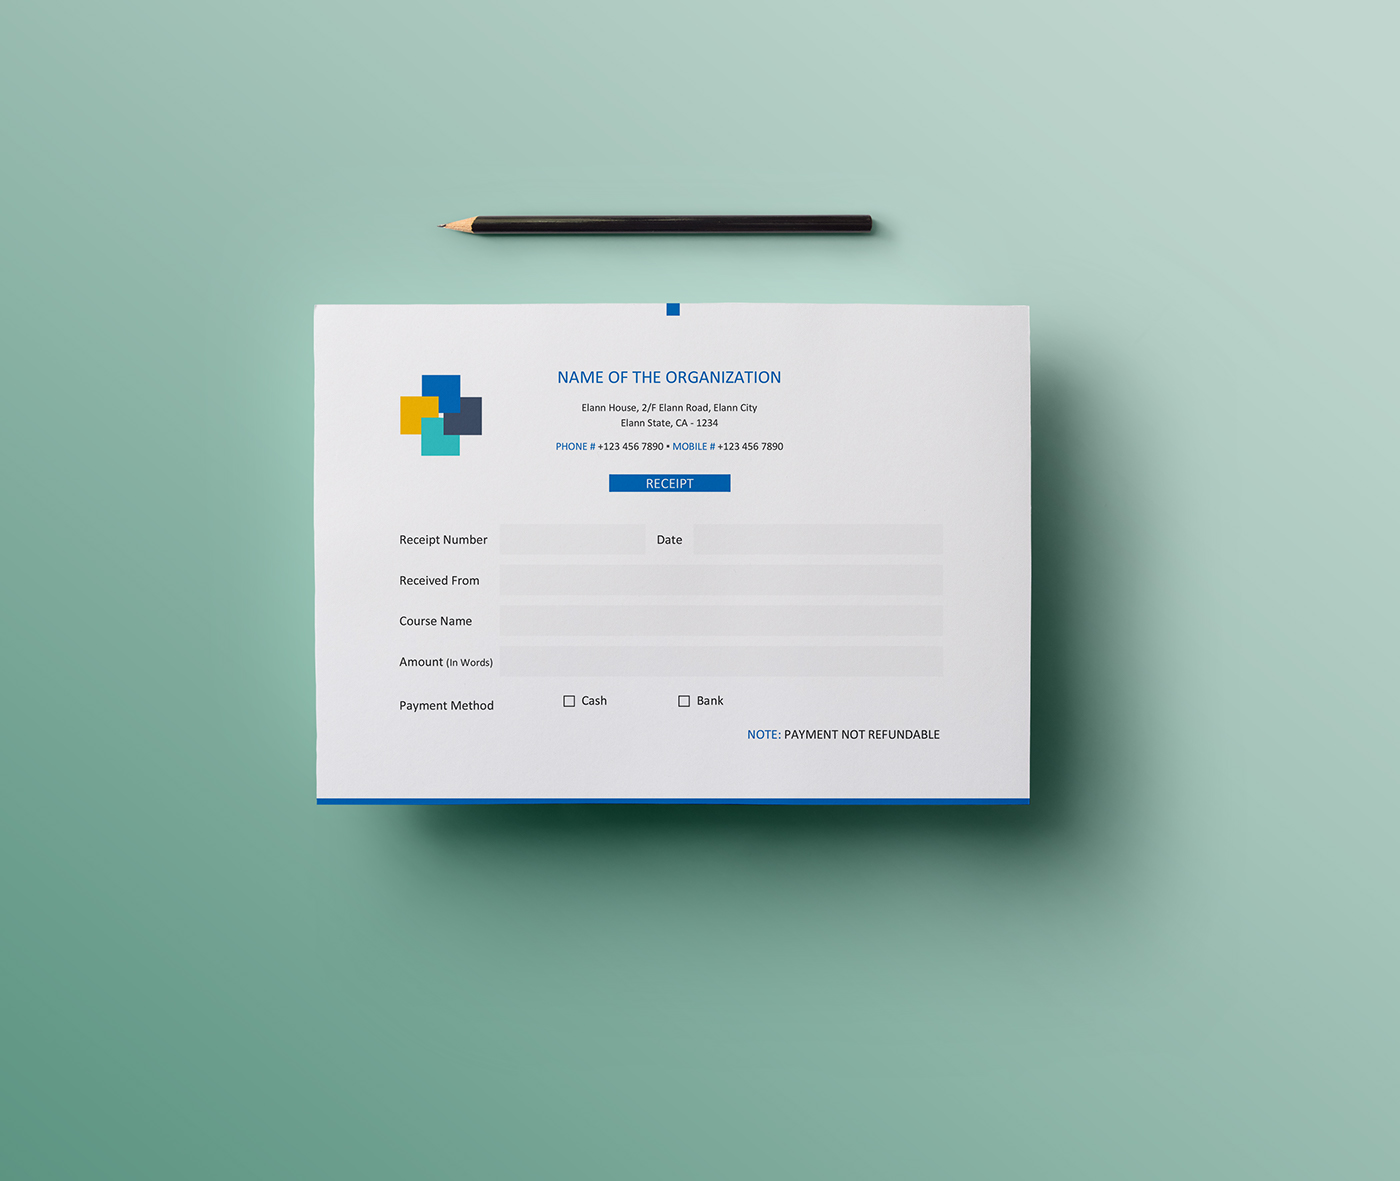 NAME OF THE ORGANIZATION
Elann House, 2/F Elann Road, Elann City
Elann State, CA - 1234
PHONE # +123 456 7890 ▪ MOBILE # +123 456 7890
RECEIPT
Receipt Number Date
Received From
Course Name
Amount (In Words)
Payment Method ☐ Cash ☐ Bank
NOTE: PAYMENT NOT REFUNDABLE